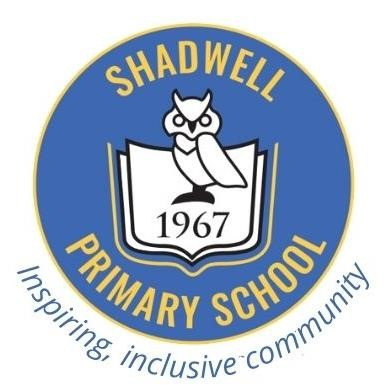 SHADWELL
1967
PRIMARY SCHOOL
Inspiring, inclusive community